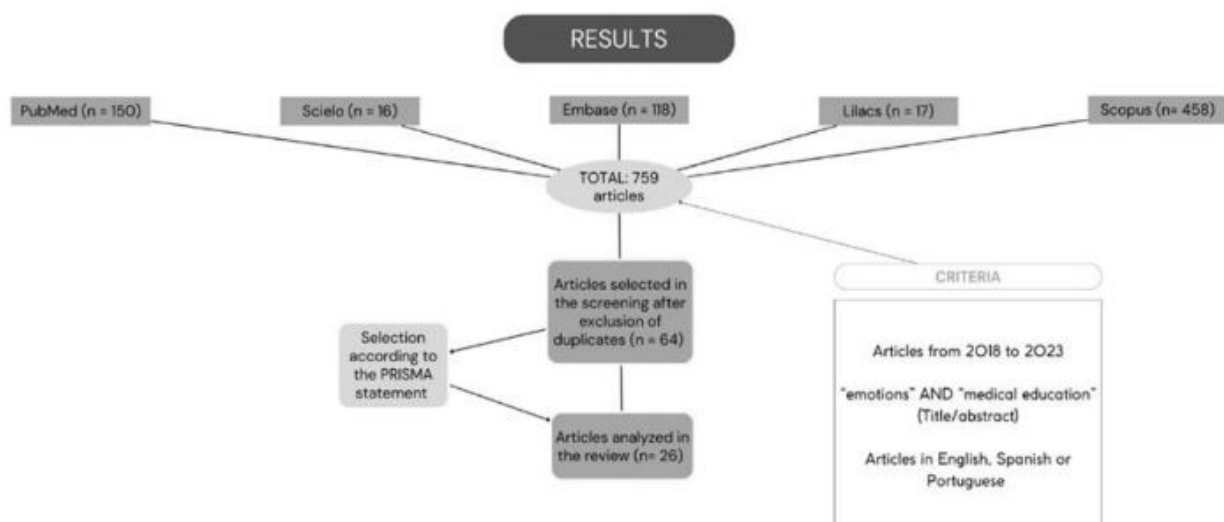 RESULTS
PubMed (n = 150)
Scielo (n = 16)
Embase (n = 118)
Lilacs (n = 17)
Scopus (n= 458)
TOTAL: 759
articles
Articles selected in
the screening after
exclusion of
duplicates (n = 64)
Selection
according to
the PRISMA
statement
Articles analyzed in
the review (n= 26)
CRITERIA
Articles from 2018 to 2023
"emotions" AND "medical education"
(Title/abstract)
Articles in English, Spanish or
Portuguese